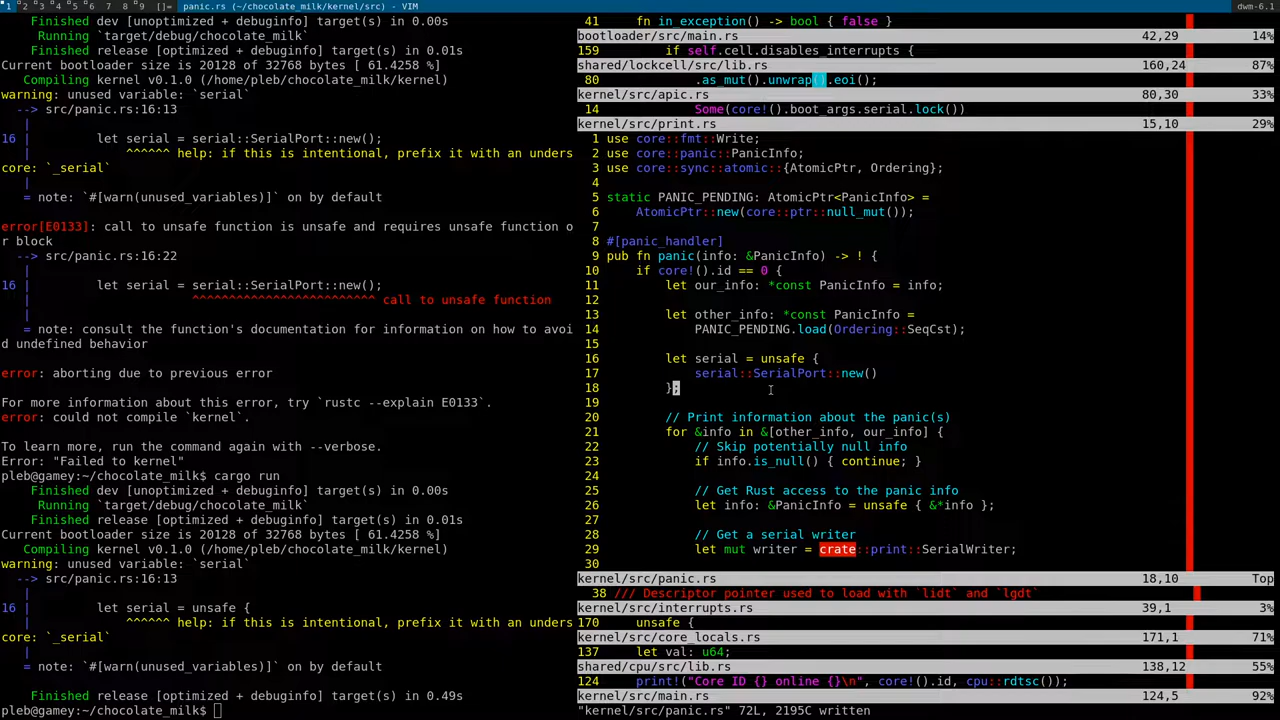 1 2 3 4 5 6 7 8 9 []= panic.rs (~/chocolate_milk/kernel/src) - VIM dwm-6.1
Finished dev [unoptimized + debuginfo] target(s) in 0.00s
Running `target/debug/chocolate_milk`
Finished release [optimized + debuginfo] target(s) in 0.01s
Current bootloader size is 20128 of 32768 bytes [ 61.4258 %]
Compiling kernel v0.1.0 (/home/pleb/chocolate_milk/kernel)
warning: unused variable: `serial`
--> src/panic.rs:16:13
|
16 | let serial = serial::SerialPort::new();
| ^^^^^^ help: if this is intentional, prefix it with an unders
core: `_serial`
|
= note: `#[warn(unused_variables)]` on by default
error[E0133]: call to unsafe function is unsafe and requires unsafe function o
r block
--> src/panic.rs:16:22
|
16 | let serial = serial::SerialPort::new();
| ^^^^^^^^^^^^^^^^^^^^^^^^^ call to unsafe function
|
= note: consult the function's documentation for information on how to avoi
d undefined behavior
error: aborting due to previous error
For more information about this error, try `rustc --explain E0133`.
error: could not compile `kernel`.
To learn more, run the command again with --verbose.
Error: "Failed to kernel"
pleb@gamey:~/chocolate_milk$ cargo run
Finished dev [unoptimized + debuginfo] target(s) in 0.00s
Running `target/debug/chocolate_milk`
Finished release [optimized + debuginfo] target(s) in 0.01s
Current bootloader size is 20128 of 32768 bytes [ 61.4258 %]
Compiling kernel v0.1.0 (/home/pleb/chocolate_milk/kernel)
warning: unused variable: `serial`
--> src/panic.rs:16:13
|
16 | let serial = unsafe {
| ^^^^^^ help: if this is intentional, prefix it with an unders
core: `_serial`
|
= note: `#[warn(unused_variables)]` on by default
Finished release [optimized + debuginfo] target(s) in 0.49s
pleb@gamey:~/chocolate_milk$
41 fn in_exception() -> bool { false }
bootloader/src/main.rs 42,29 14%
159 if self.cell.disables_interrupts {
shared/lockcell/src/lib.rs 160,24 87%
80 .as_mut().unwrap().eoi();
kernel/src/apic.rs 80,30 33%
14 Some(core!().boot_args.serial.lock())
kernel/src/print.rs 15,10 29%
1 use core::fmt::Write;
2 use core::panic::PanicInfo;
3 use core::sync::atomic::{AtomicPtr, Ordering};
4
5 static PANIC_PENDING: AtomicPtr<PanicInfo> =
6 AtomicPtr::new(core::ptr::null_mut());
7
8 #[panic_handler]
9 pub fn panic(info: &PanicInfo) -> ! {
10 if core!().id == 0 {
11 let our_info: *const PanicInfo = info;
12
13 let other_info: *const PanicInfo =
14 PANIC_PENDING.load(Ordering::SeqCst);
15
16 let serial = unsafe {
17 serial::SerialPort::new()
18 };
19
20 // Print information about the panic(s)
21 for &info in &[other_info, our_info] {
22 // Skip potentially null info
23 if info.is_null() { continue; }
24
25 // Get Rust access to the panic info
26 let info: &PanicInfo = unsafe { &*info };
27
28 // Get a serial writer
29 let mut writer = crate::print::SerialWriter;
30
kernel/src/panic.rs 18,10 Top
38 /// Descriptor pointer used to load with `lidt` and `lgdt`
kernel/src/interrupts.rs 39,1 3%
170 unsafe {
kernel/src/core_locals.rs 171,1 71%
137 let val: u64;
shared/cpu/src/lib.rs 138,12 55%
124 print!("Core ID {} online {}\n", core!().id, cpu::rdtsc());
kernel/src/main.rs 124,5 92%
"kernel/src/panic.rs" 72L, 2195C written